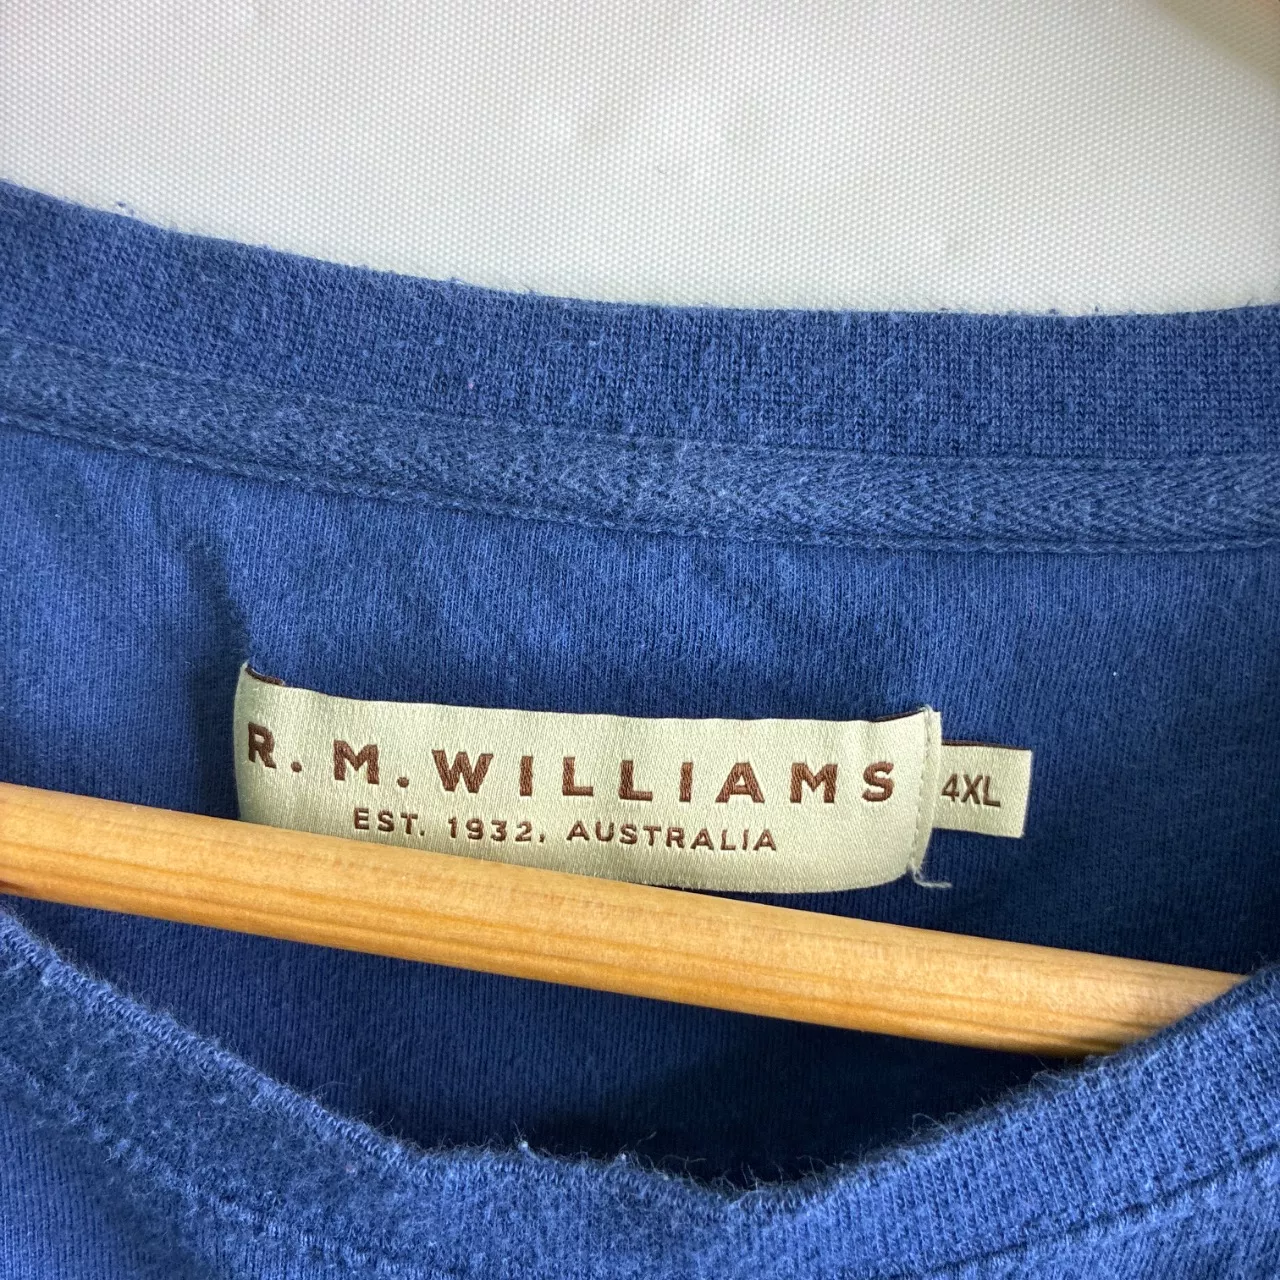 R.M.WILLIAMS
EST. 1932, AUSTRALIA
4XL